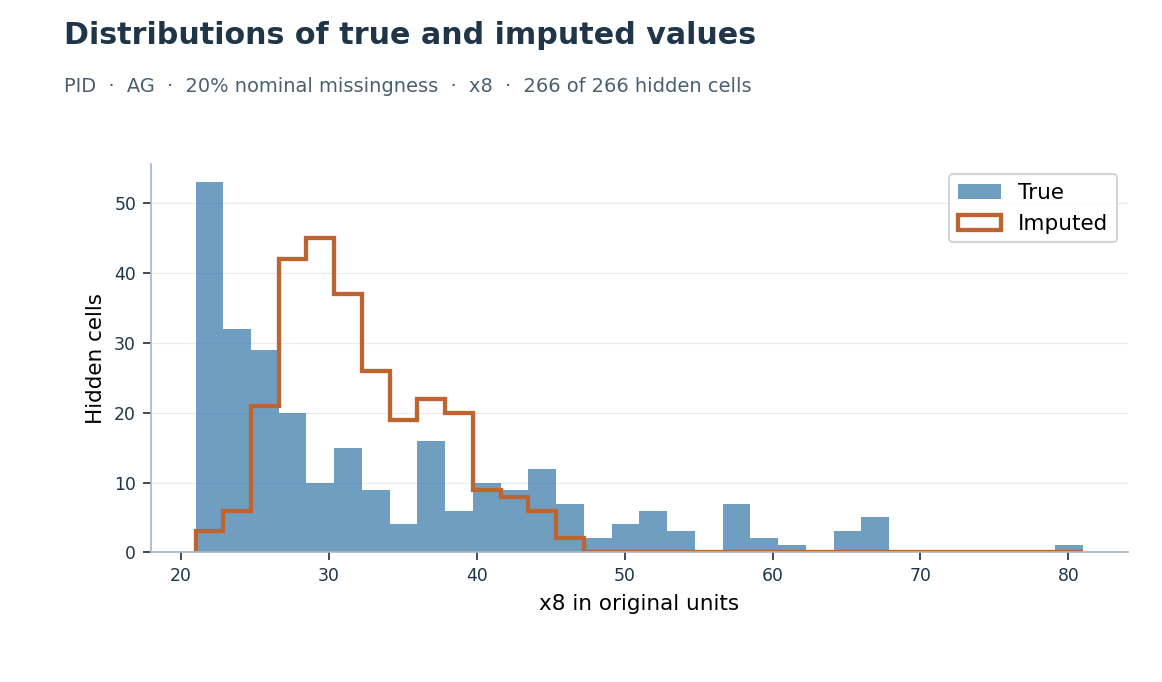 Distributions of true and imputed values
PID · AG · 20% nominal missingness · x8 · 266 of 266 hidden cells
True
Imputed
Hidden cells
50
40
30
20
10
0
20 30 40 50 60 70 80
x8 in original units